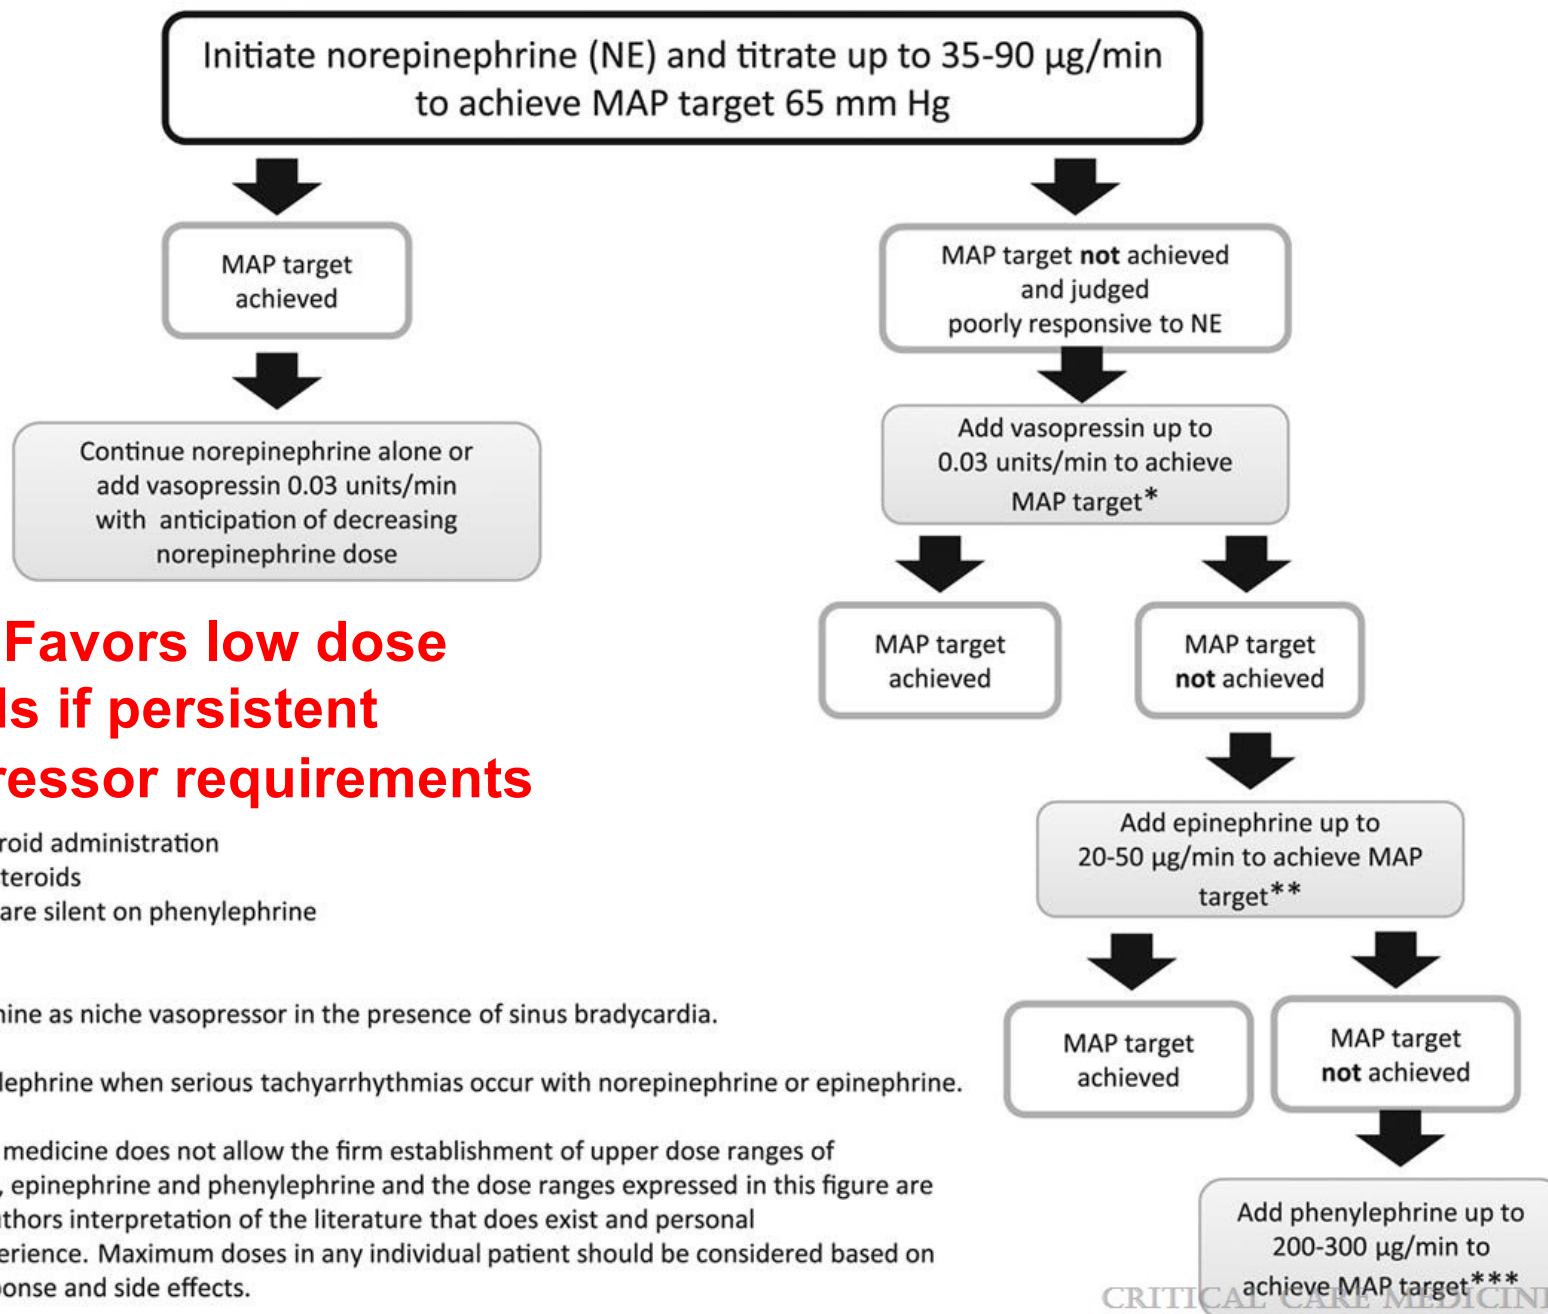 Initiate norepinephrine (NE) and titrate up to 35-90 µg/min
to achieve MAP target 65 mm Hg
MAP target
achieved
Continue norepinephrine alone or
add vasopressin 0.03 units/min
with anticipation of decreasing
norepinephrine dose
MAP target not achieved
and judged
poorly responsive to NE
Add vasopressin up to
0.03 units/min to achieve
MAP target*
MAP target
achieved
MAP target
not achieved
Add epinephrine up to
20-50 µg/min to achieve MAP
target**
MAP target
achieved
MAP target
not achieved
Add phenylephrine up to
200-300 µg/min to
achieve MAP target***
Favors low dose
ds if persistent
ressor requirements
roid administration
teroids
are silent on phenylephrine
nine as niche vasopressor in the presence of sinus bradycardia.
lephrine when serious tachyarrhythmias occur with norepinephrine or epinephrine.
medicine does not allow the firm establishment of upper dose ranges of
, epinephrine and phenylephrine and the dose ranges expressed in this figure are
uthors interpretation of the literature that does exist and personal
erience. Maximum doses in any individual patient should be considered based on
ponse and side effects.
CRITICAL CARE MEDICINE